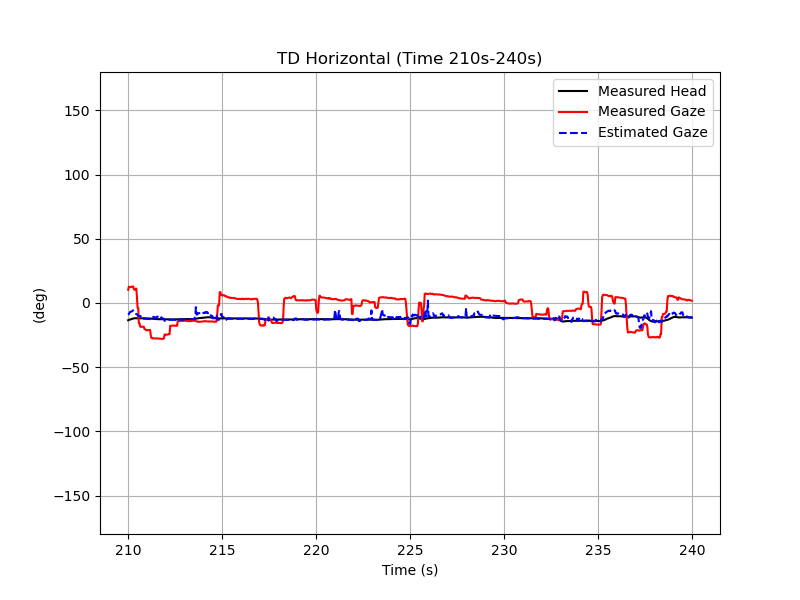 TD Horizontal (Time 210s-240s)
Measured Head
Measured Gaze
Estimated Gaze
150
100
50
0
−50
−100
−150
(deg)
210 215 220 225 230 235 240
Time (s)